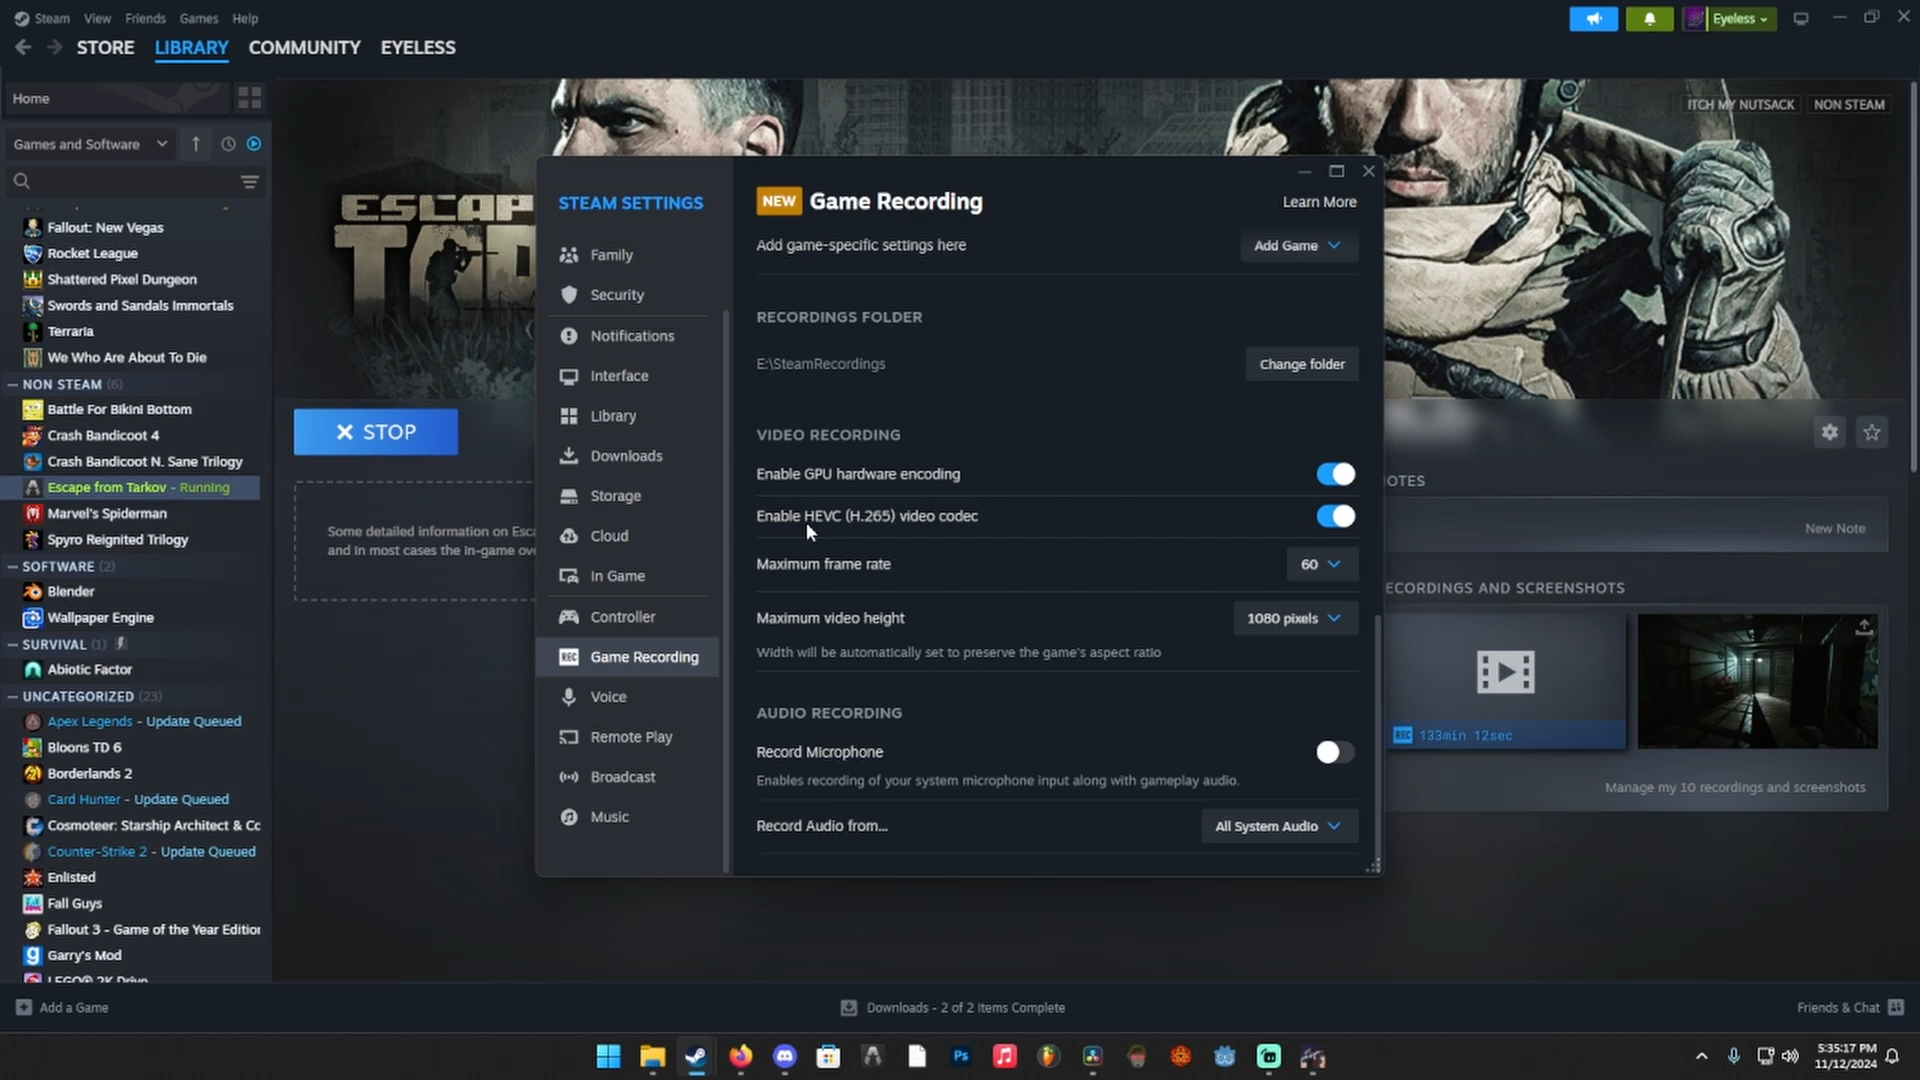 Steam View Friends Games Help
Eyeless
STORE LIBRARY COMMUNITY EYELESS
Home
Games and Software
Fallout: New Vegas
Rocket League
Shattered Pixel Dungeon
Swords and Sandals Immortals
Terraria
We Who Are About To Die
NON STEAM (6)
Battle For Bikini Bottom
Crash Bandicoot 4
Crash Bandicoot N. Sane Trilogy
Escape from Tarkov - Running
Marvel's Spiderman
Spyro Reignited Trilogy
SOFTWARE (2)
Blender
Wallpaper Engine
SURVIVAL (1)
Abiotic Factor
UNCATEGORIZED (23)
Apex Legends - Update Queued
Bloons TD 6
Borderlands 2
Card Hunter - Update Queued
Cosmoteer: Starship Architect & Cc
Counter-Strike 2 - Update Queued
Enlisted
Fall Guys
Fallout 3 - Game of the Year Edition
Garry's Mod
LEGO® 2K Drive
ITCH MY NUTSACK NON STEAM
ESCAP
STOP
Some detailed information on Esca
and in most cases the in-game ove
STEAM SETTINGS
Family
Security
Notifications
Interface
Library
Downloads
Storage
Cloud
In Game
Controller
REC Game Recording
Voice
Remote Play
Broadcast
Music
NEW Game Recording
Learn More
Add game-specific settings here
Add Game
RECORDINGS FOLDER
E:\SteamRecordings
Change folder
VIDEO RECORDING
Enable GPU hardware encoding
Enable HEVC (H.265) video codec
Maximum frame rate
60
Maximum video height
1080 pixels
Width will be automatically set to preserve the game's aspect ratio
AUDIO RECORDING
Record Microphone
Enables recording of your system microphone input along with gameplay audio.
Record Audio from...
All System Audio
OTES
New Note
ECORDINGS AND SCREENSHOTS
REC 133min 12sec
Manage my 10 recordings and screenshots
Add a Game
Downloads - 2 of 2 Items Complete
Friends & Chat
Ps
5:35:17 PM
11/12/2024